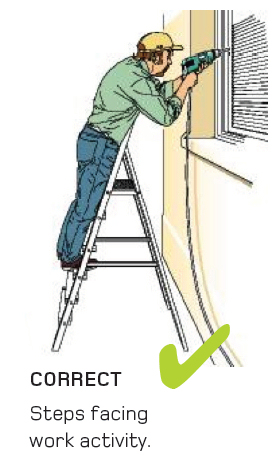 CORRECT
Steps facing
work activity.